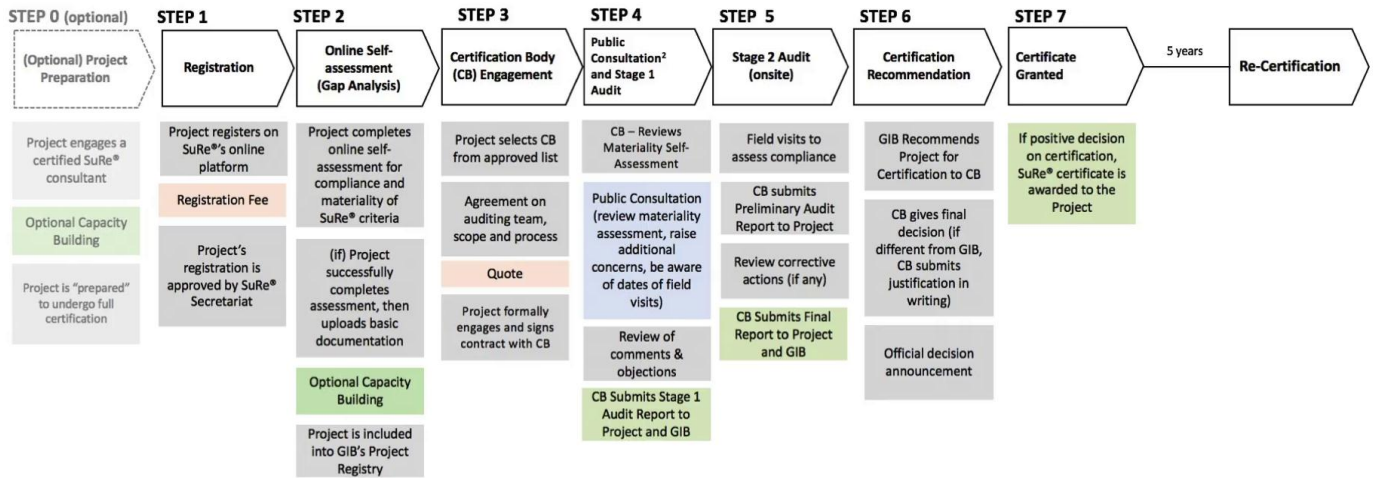 STEP 0 (optional)
(Optional) Project
Preparation
Project engages a
certified SuRe®
consultant
Optional Capacity
Building
Project is “prepared”
to undergo full
certification
STEP 1
Registration
Project registers on
SuRe®’s online
platform
Registration Fee
Project’s
registration is
approved by SuRe®
Secretariat
STEP 2
Online Self-
assessment
(Gap Analysis)
Project completes
online self-
assessment for
compliance and
materiality of
SuRe® criteria
(if) Project
successfully
completes
assessment, then
uploads basic
documentation
Optional Capacity
Building
Project is included
into GIB’s Project
Registry
STEP 3
Certification Body
(CB) Engagement
Project selects CB
from approved list
Agreement on
auditing team,
scope and process
Quote
Project formally
engages and signs
contract with CB
STEP 4
Public
Consultation²
and Stage 1
Audit
CB – Reviews
Materiality Self-
Assessment
Public Consultation
(review materiality
assessment, raise
additional
concerns, be aware
of dates of field
visits)
Review of
comments &
objections
CB Submits Stage 1
Audit Report to
Project and GIB
STEP 5
Stage 2 Audit
(onsite)
Field visits to
assess compliance
CB submits
Preliminary Audit
Report to Project
Review corrective
actions (if any)
CB Submits Final
Report to Project
and GIB
STEP 6
Certification
Recommendation
GIB Recommends
Project for
Certification to CB
CB gives final
decision (if
different from GIB,
CB submits
justification in
writing)
Official decision
announcement
STEP 7
Certificate
Granted
If positive decision
on certification,
SuRe® certificate is
awarded to the
Project
5 years
Re-Certification